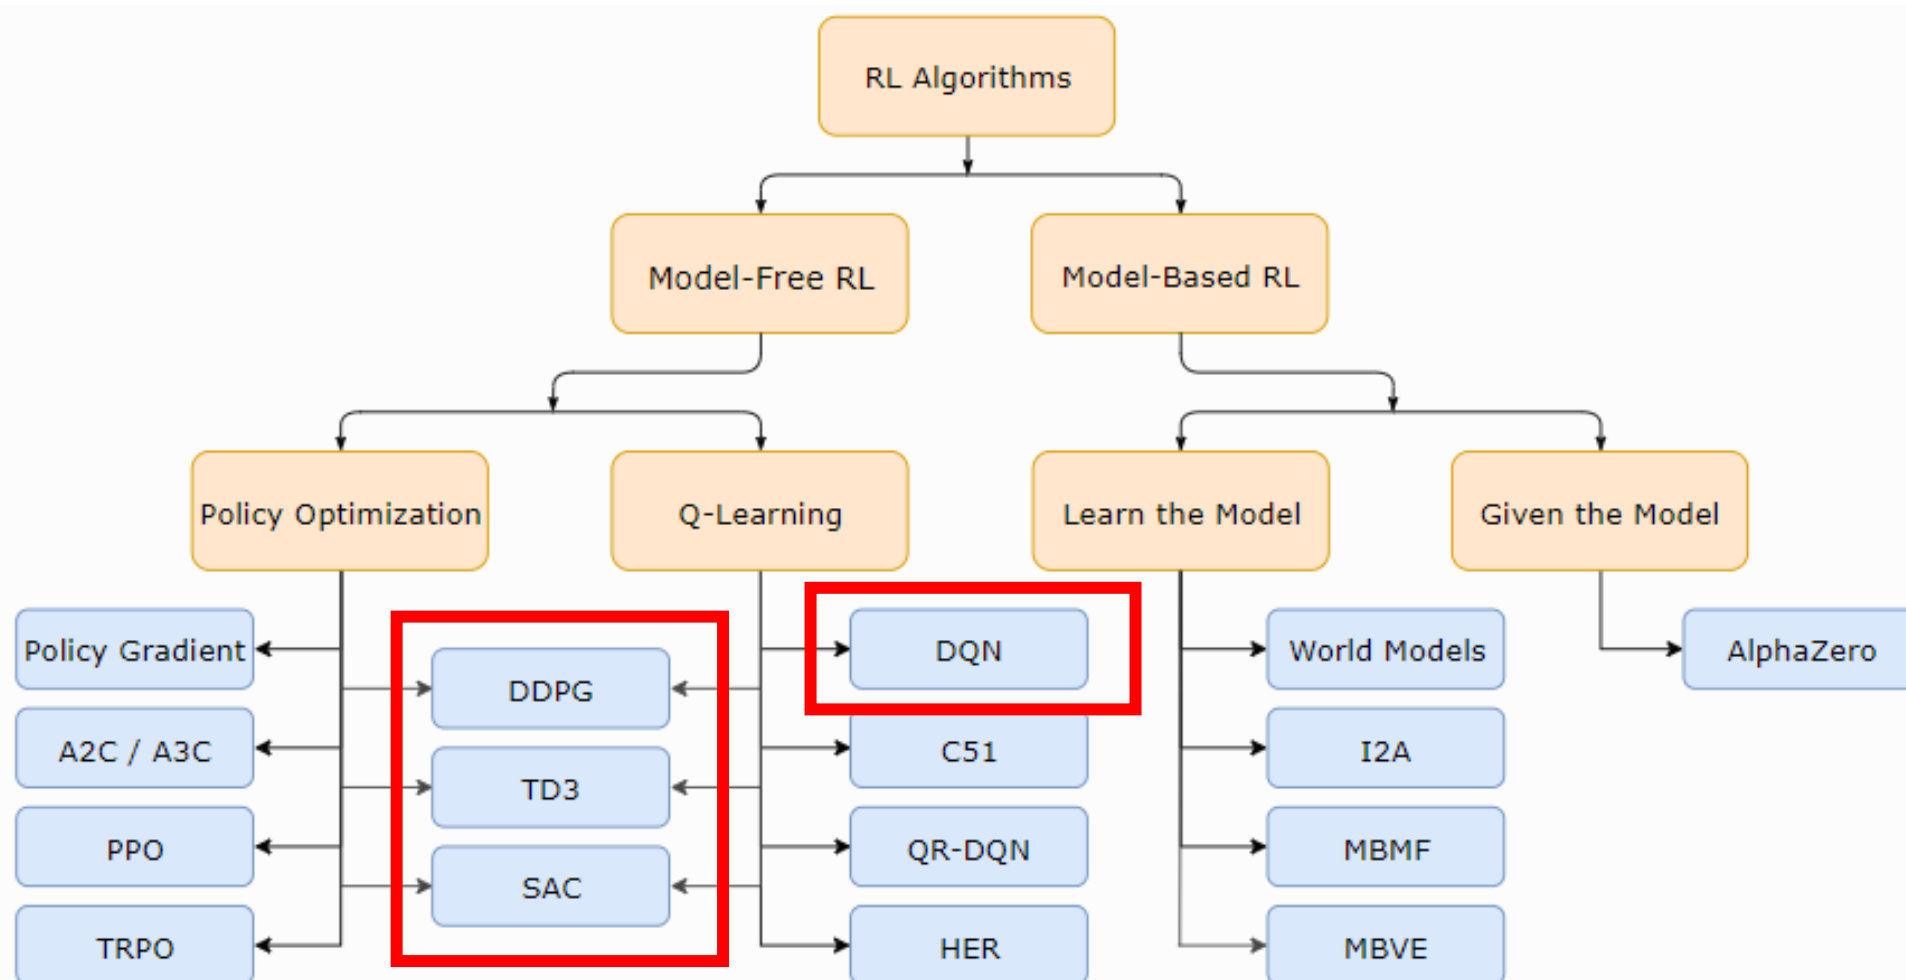 RL Algorithms
Model-Free RL
Model-Based RL
Policy Optimization
Q-Learning
Learn the Model
Given the Model
Policy Gradient
DDPG
DQN
World Models
AlphaZero
A2C / A3C
TD3
C51
I2A
PPO
SAC
QR-DQN
MBMF
TRPO
HER
MBVE